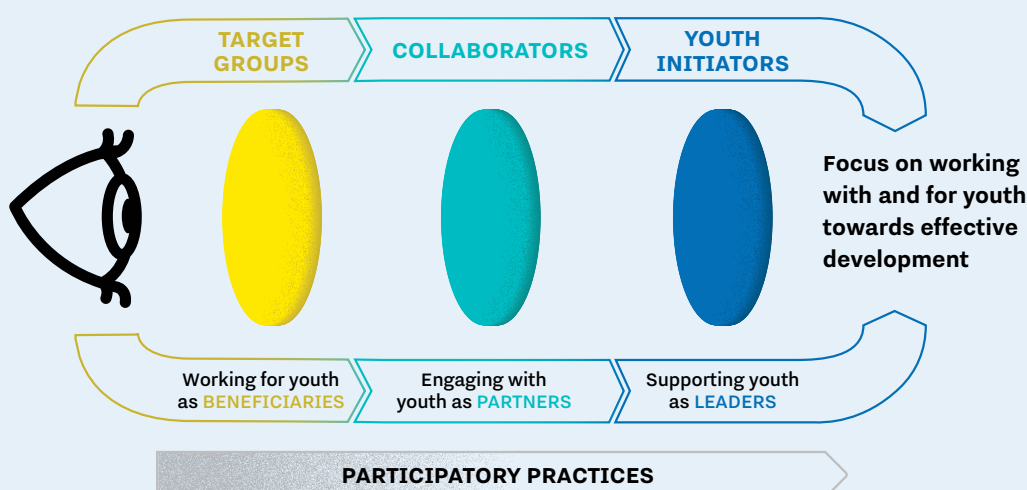 TARGET
GROUPS
COLLABORATORS
YOUTH
INITIATORS
Focus on working
with and for youth
towards effective
development
Working for youth
as BENEFICIARIES
Engaging with
youth as PARTNERS
Supporting youth
as LEADERS
PARTICIPATORY PRACTICES